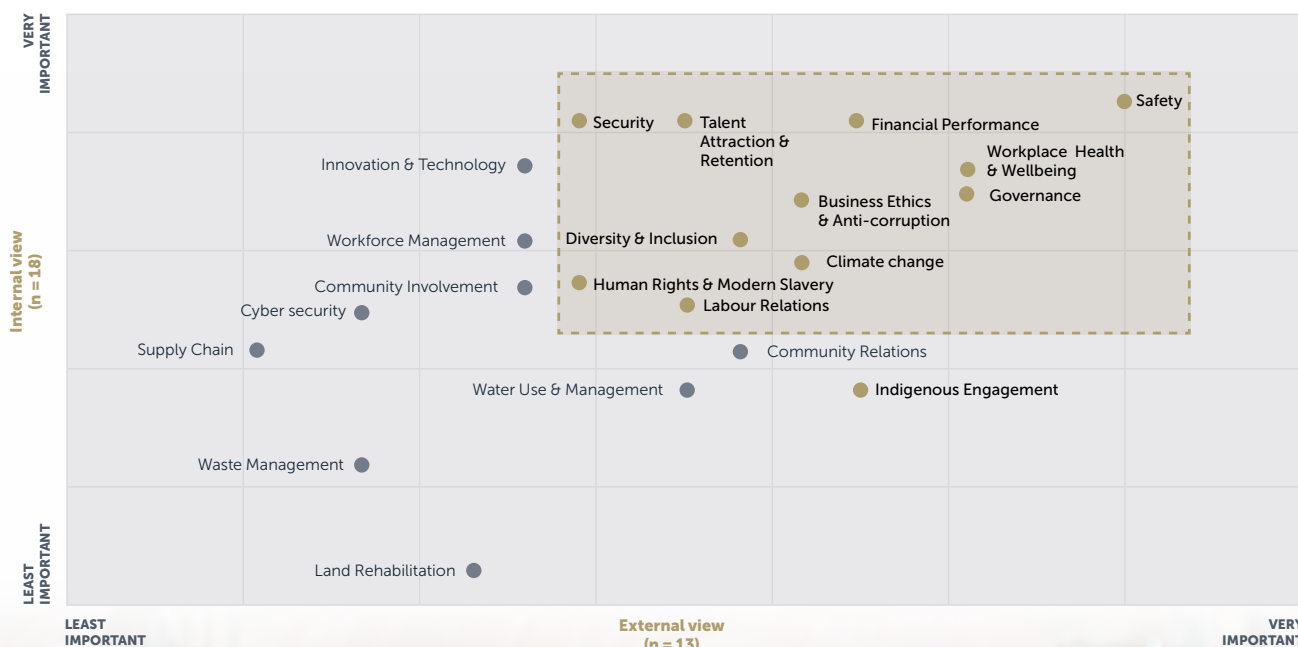 VERY
IMPORTANT
Internal view
(n = 18)
LEAST
IMPORTANT
Safety
Security
Talent
Attraction &
Retention
Financial Performance
Innovation & Technology
Workplace Health
& Wellbeing
Governance
Business Ethics
& Anti-corruption
Workforce Management
Diversity & Inclusion
Climate change
Community Involvement
Human Rights & Modern Slavery
Cyber security
Labour Relations
Supply Chain
Community Relations
Water Use & Management
Indigenous Engagement
Waste Management
Land Rehabilitation
LEAST
IMPORTANT
External view
(n = 13)
VERY
IMPORTANT